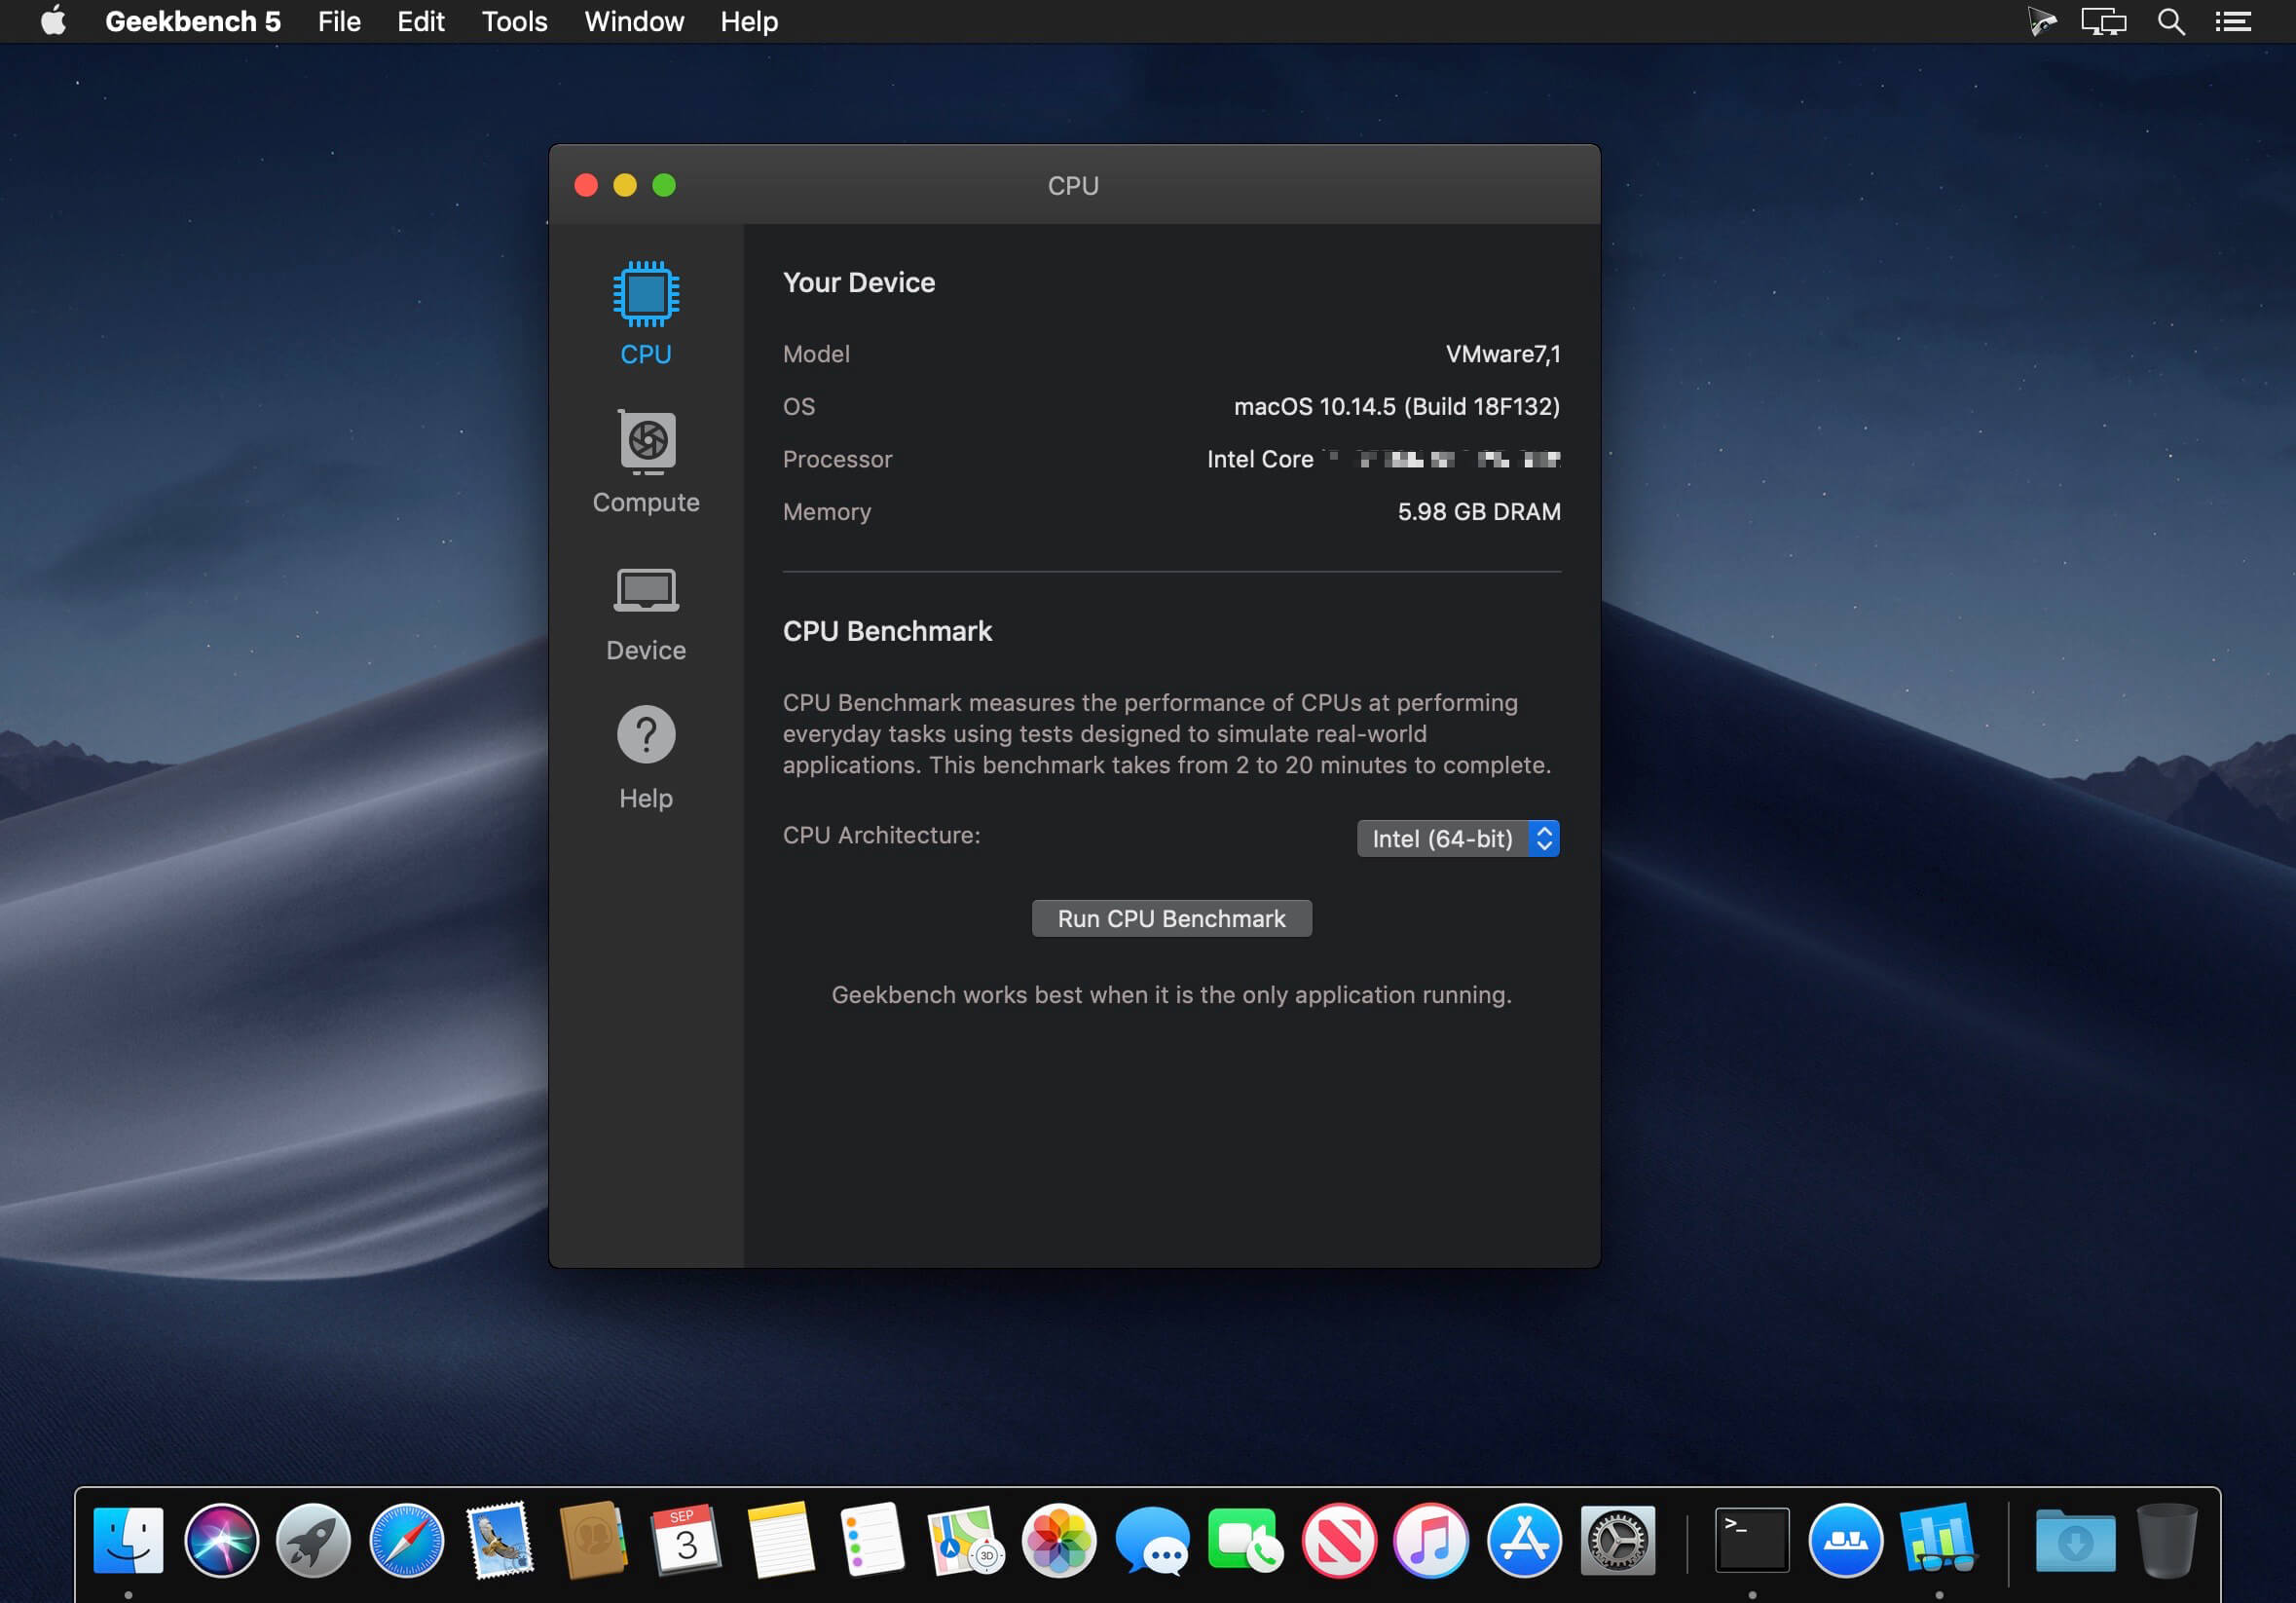 Geekbench 5 File Edit Tools Window Help
CPU
CPU
Compute
Device
Help
Your Device
Model VMware7,1
OS macOS 10.14.5 (Build 18F132)
Processor Intel Core
Memory 5.98 GB DRAM
CPU Benchmark
CPU Benchmark measures the performance of CPUs at performing
everyday tasks using tests designed to simulate real-world
applications. This benchmark takes from 2 to 20 minutes to complete.
CPU Architecture: Intel (64-bit)
Run CPU Benchmark
Geekbench works best when it is the only application running.
SEP
3
3D
>_